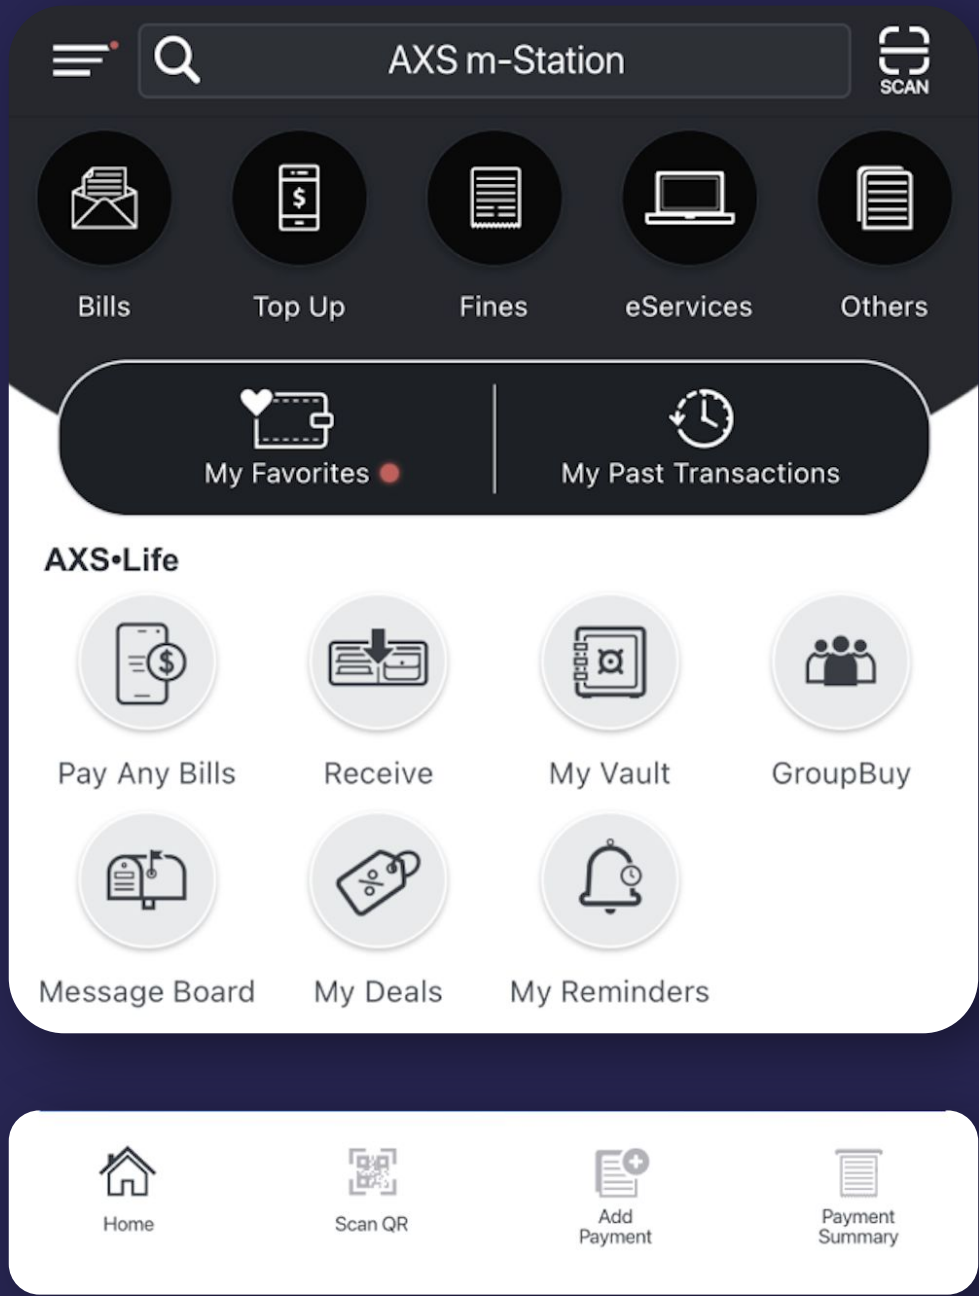 AXS m-Station
SCAN
Bills
Top Up
Fines
eServices
Others
My Favorites
My Past Transactions
AXS•Life
Pay Any Bills
Receive
My Vault
GroupBuy
Message Board
My Deals
My Reminders
Home
Scan QR
Add
Payment
Payment
Summary